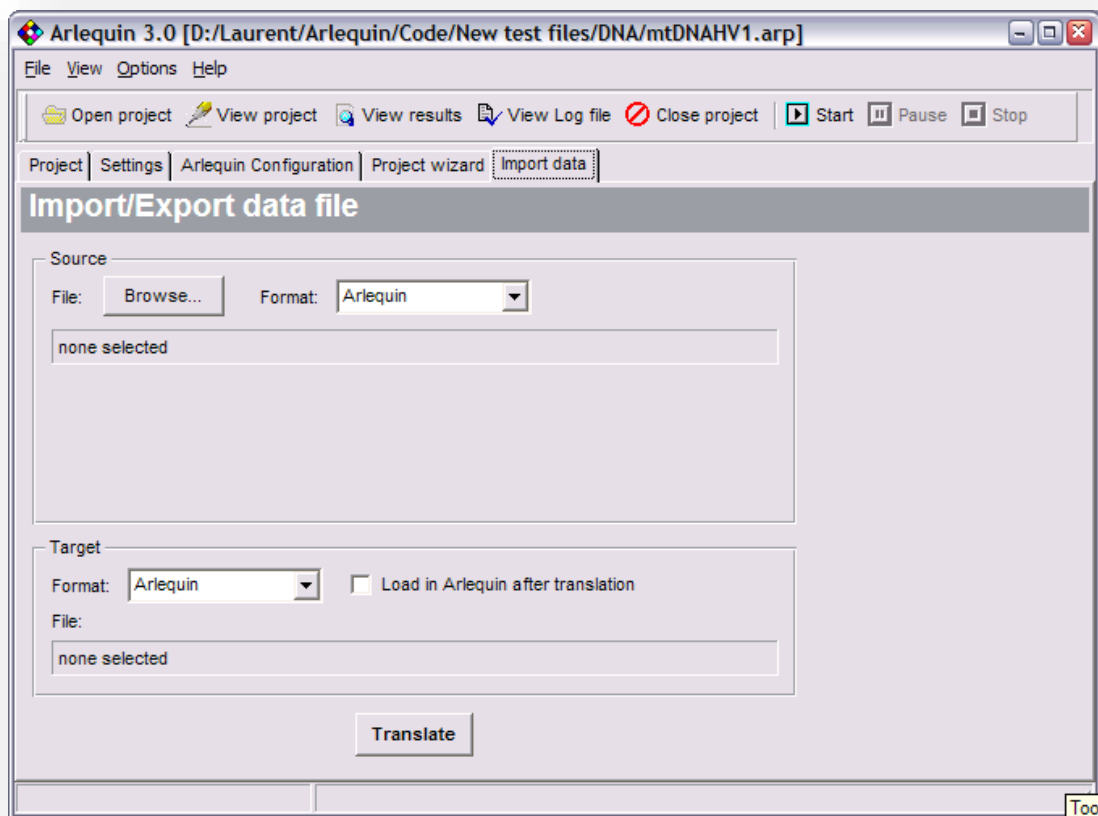 Arlequin 3.0 [D:/Laurent/Arlequin/Code/New test files/DNA/mtDNAHV1.arp]
File View Options Help
Open project View project View results View Log file Close project Start Pause Stop
Project Settings Arlequin Configuration Project wizard Import data
Import/Export data file
Source
File: Browse... Format: Arlequin
none selected
Target
Format: Arlequin Load in Arlequin after translation
File:
none selected
Translate
Too